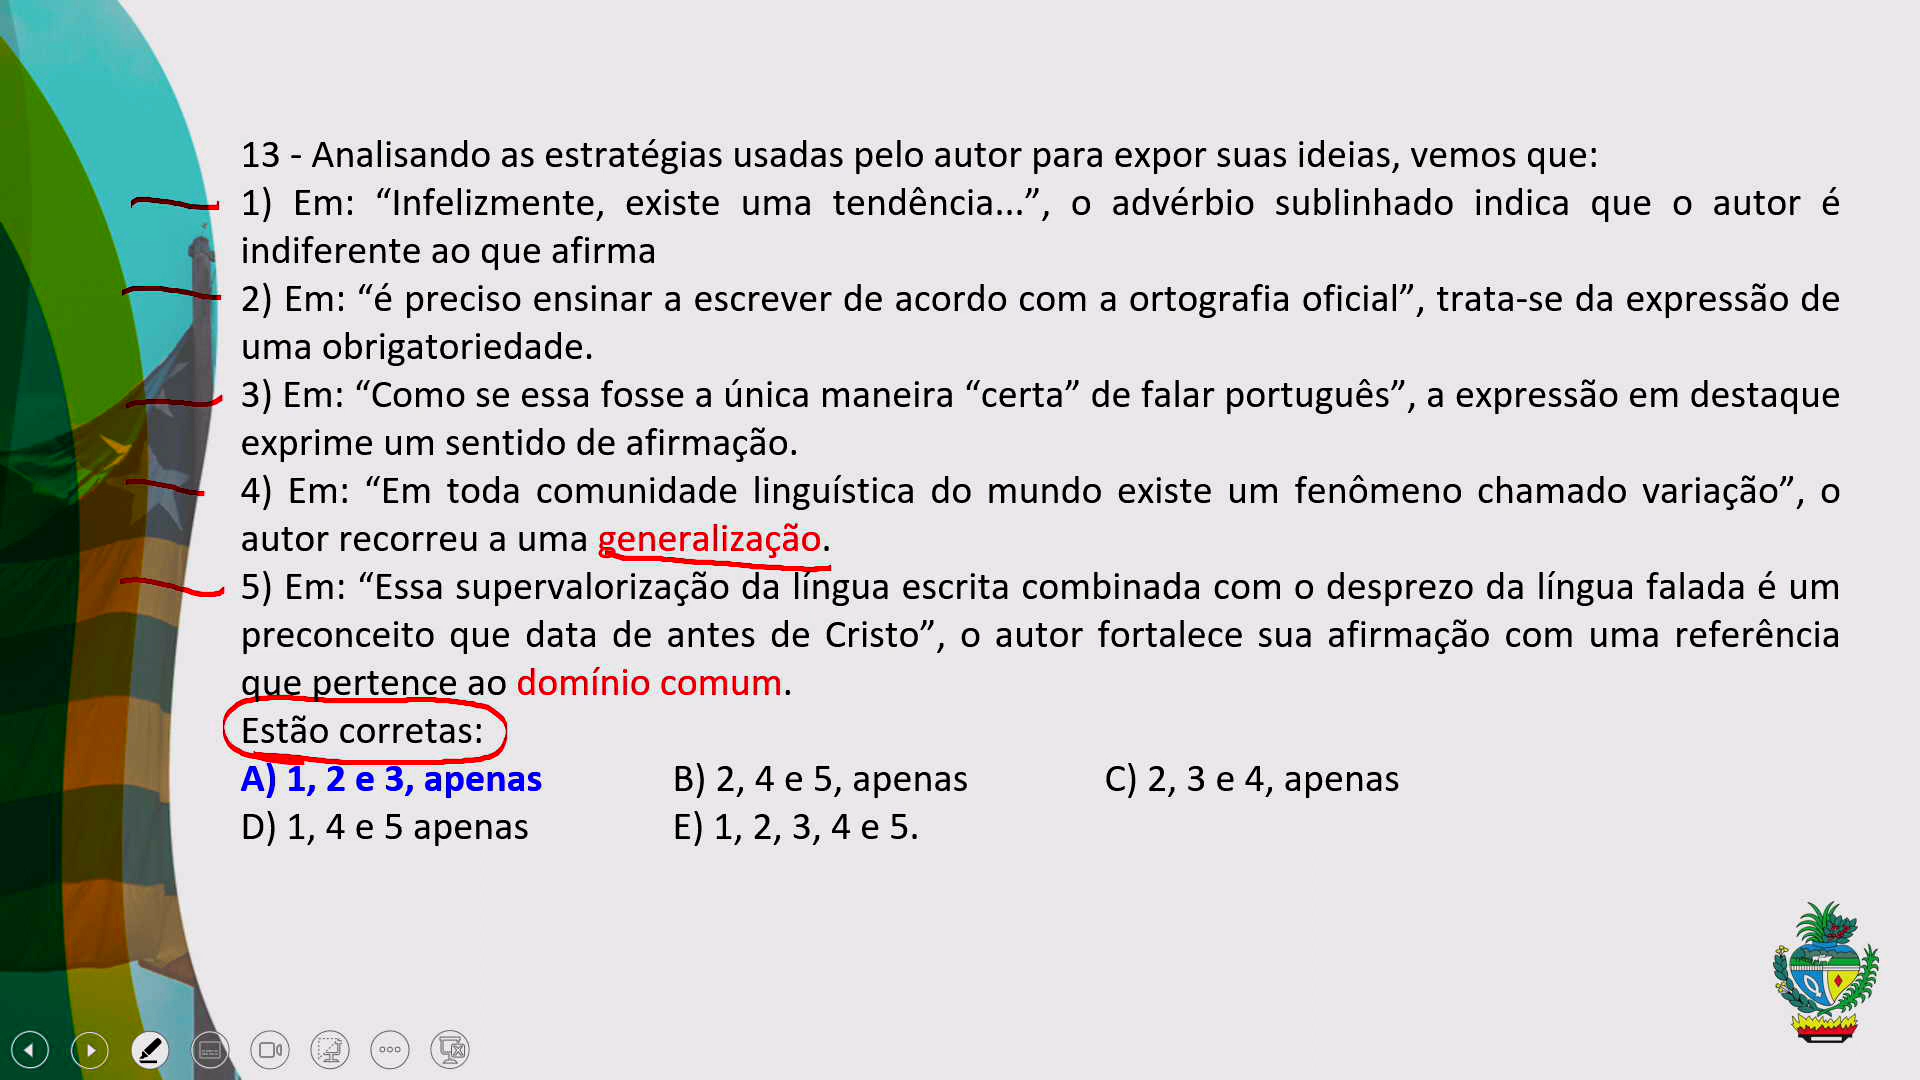 13 - Analisando as estratégias usadas pelo autor para expor suas ideias, vemos que:
1) Em: “Infelizmente, existe uma tendência...”, o advérbio sublinhado indica que o autor é
indiferente ao que afirma
2) Em: “é preciso ensinar a escrever de acordo com a ortografia oficial”, trata-se da expressão de
uma obrigatoriedade.
3) Em: “Como se essa fosse a única maneira “certa” de falar português”, a expressão em destaque
exprime um sentido de afirmação.
4) Em: “Em toda comunidade linguística do mundo existe um fenômeno chamado variação”, o
autor recorreu a uma generalização.
5) Em: “Essa supervalorização da língua escrita combinada com o desprezo da língua falada é um
preconceito que data de antes de Cristo”, o autor fortalece sua afirmação com uma referência
que pertence ao domínio comum.
Estão corretas:
A) 1, 2 e 3, apenas B) 2, 4 e 5, apenas C) 2, 3 e 4, apenas
D) 1, 4 e 5 apenas E) 1, 2, 3, 4 e 5.